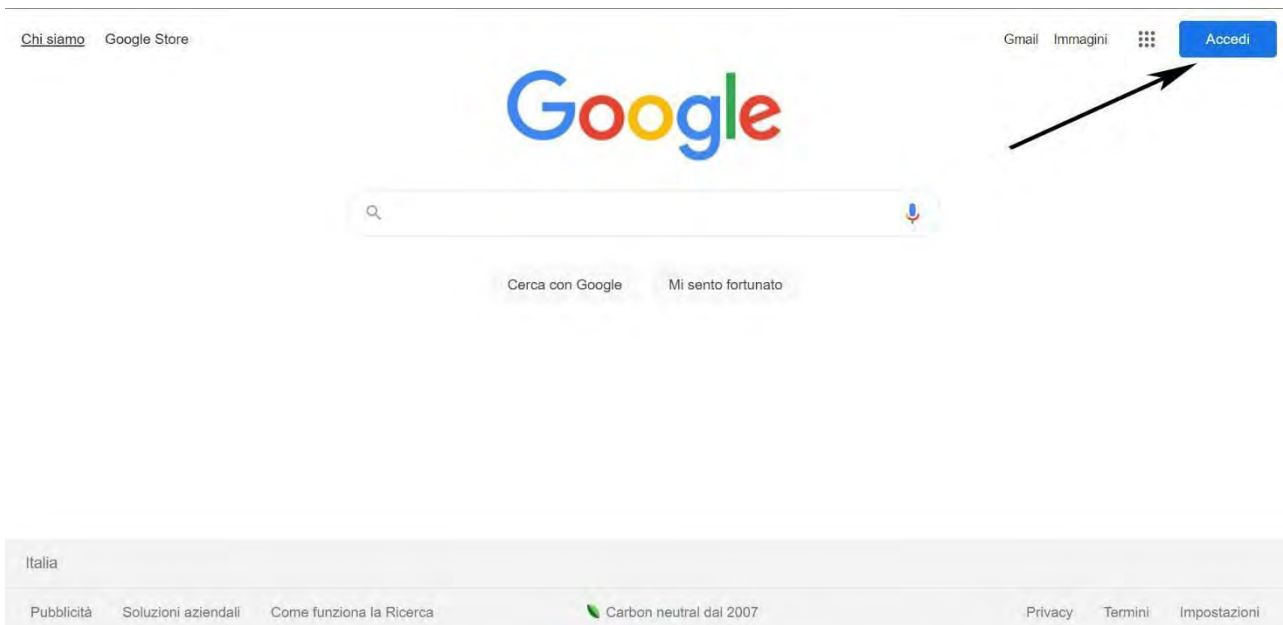 Chi siamo Google Store Gmail Immagini Accedi
Google
Cerca con Google Mi sento fortunato
Italia
Pubblicità Soluzioni aziendali Come funziona la Ricerca Carbon neutral dal 2007 Privacy Termini Impostazioni